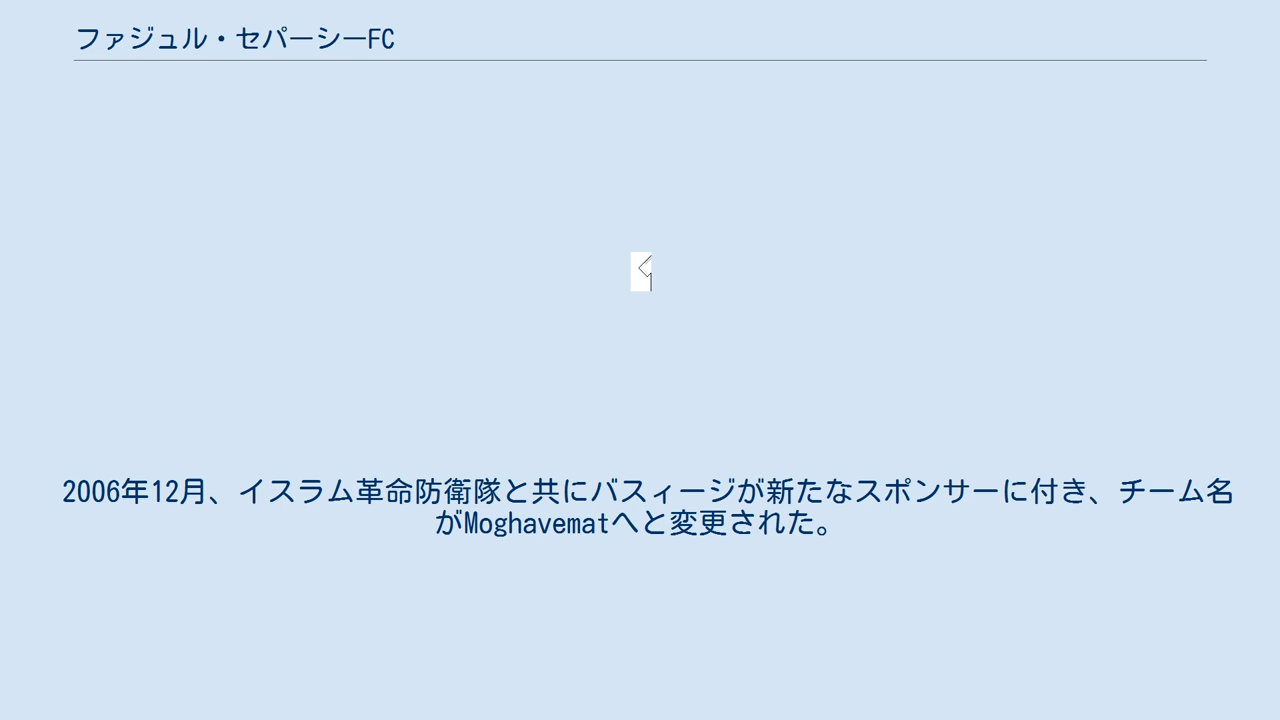 ファジュル・セパーシーFC
2006年12月、イスラム革命防衛隊と共にバスィージが新たなスポンサーに付き、チーム名
がMoghavematへと変更された。